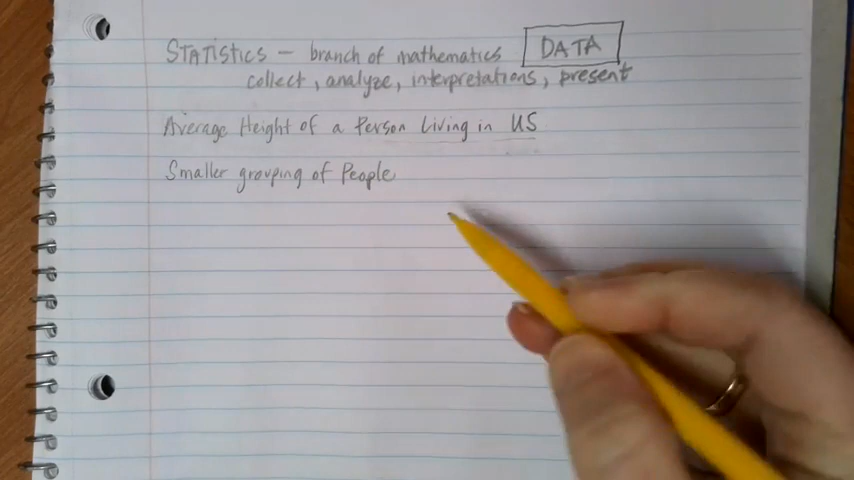 STATISTICS – branch of mathematics DATA
collect, analyze, interpretations, present
Average Height of a Person Living in US
Smaller grouping of People